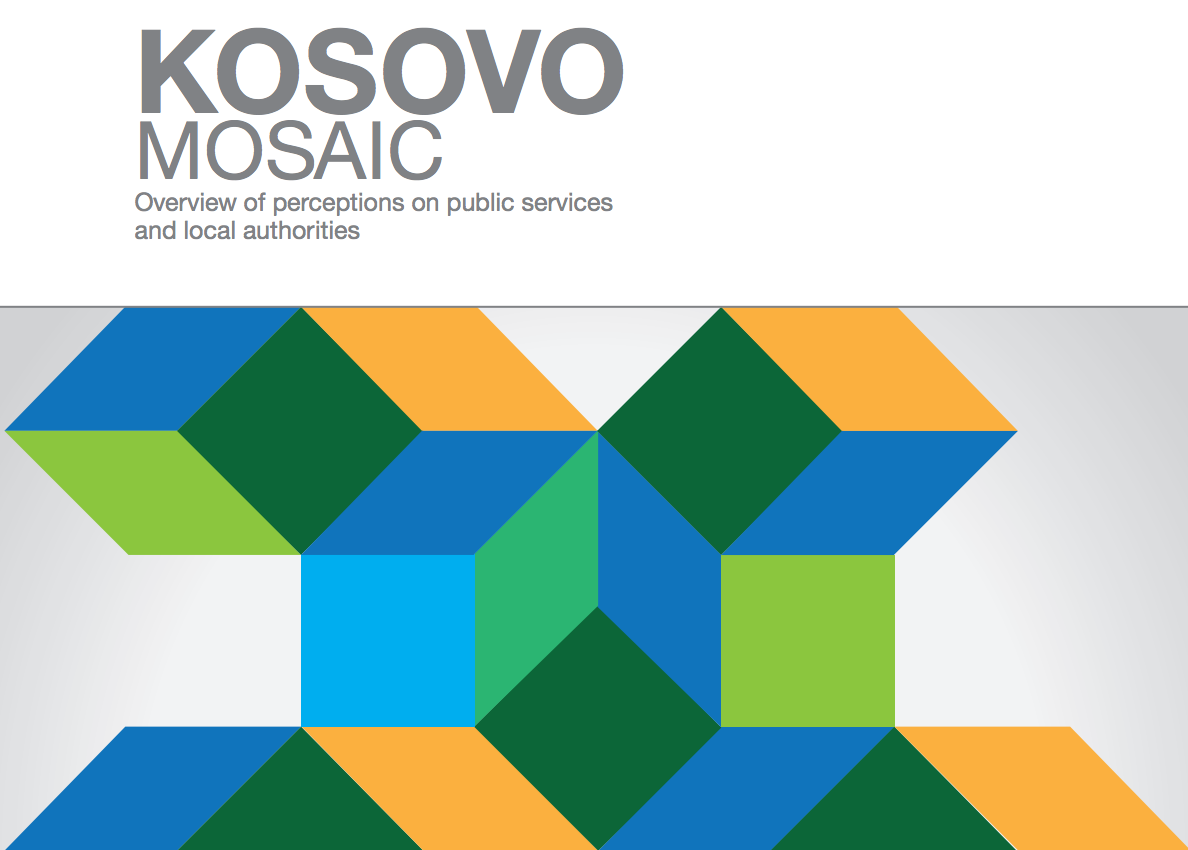 KOSOVO
MOSAIC
Overview of perceptions on public services
and local authorities